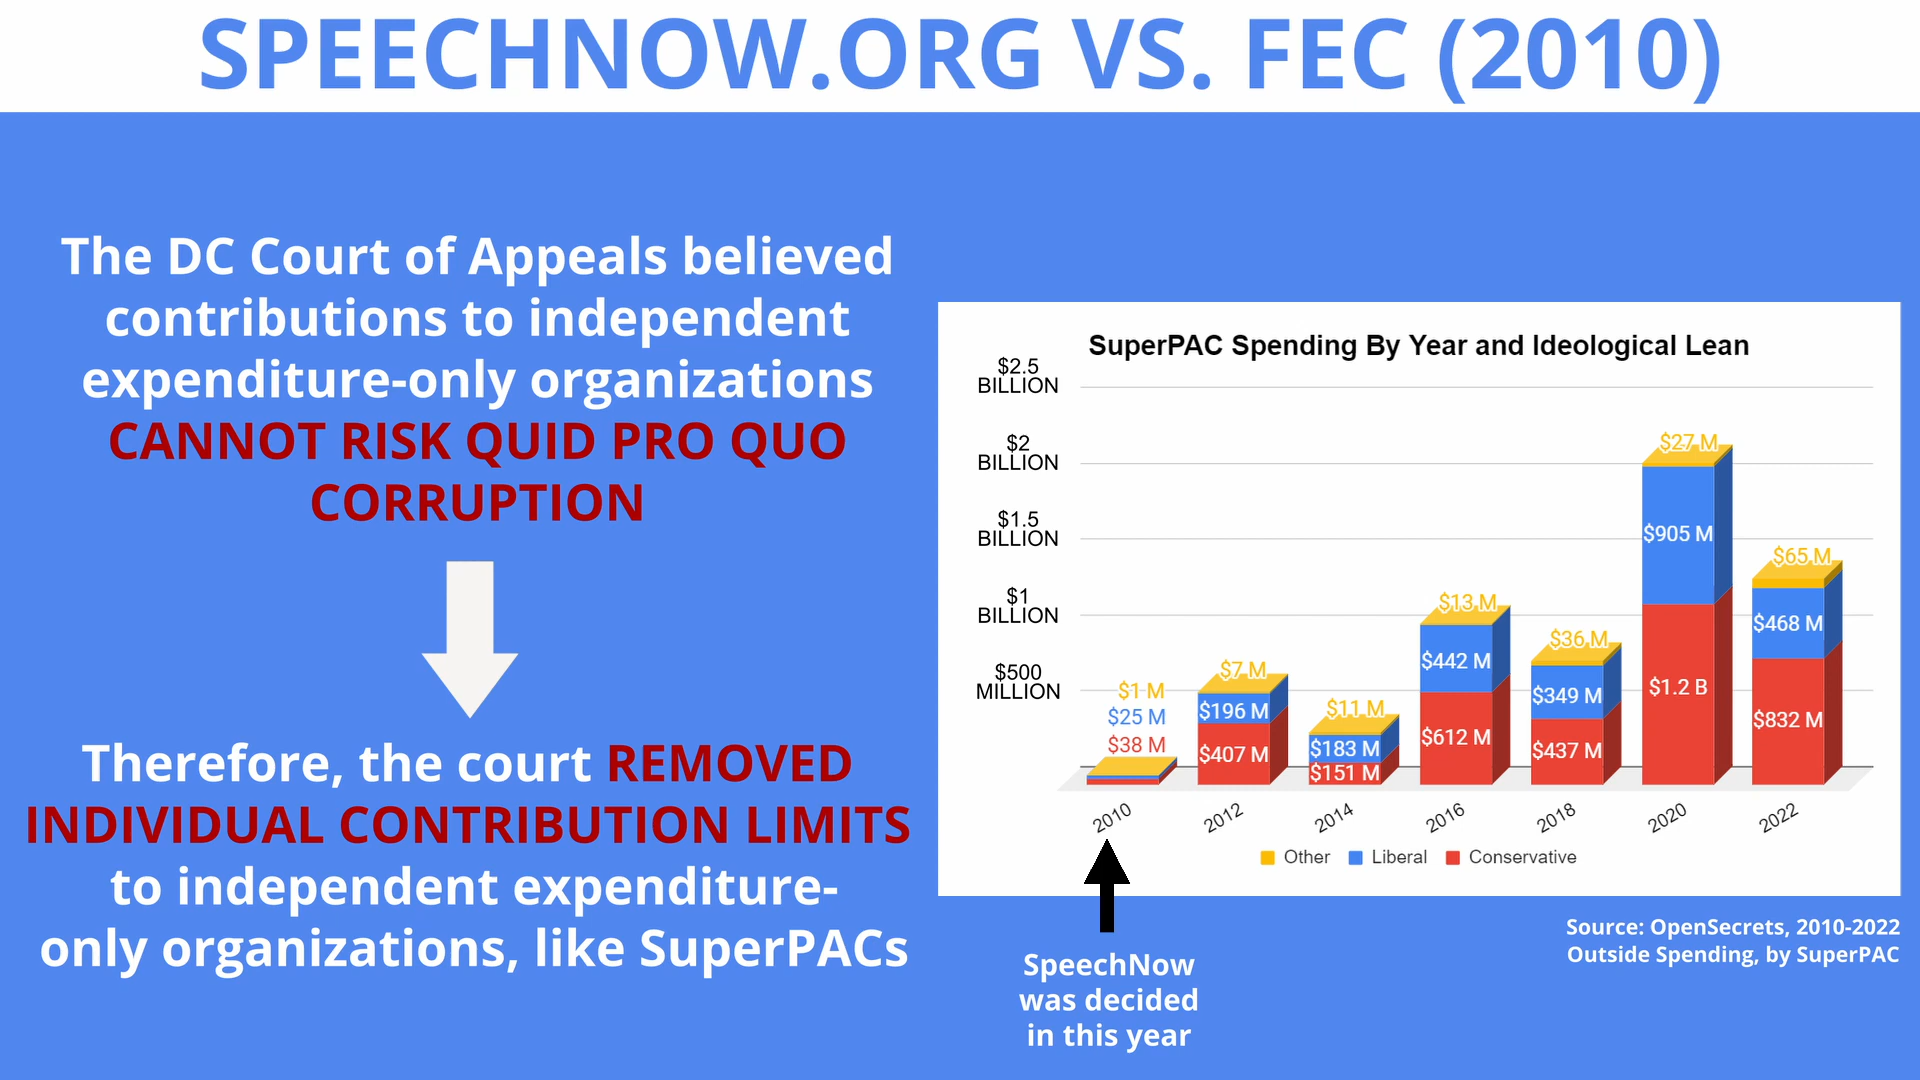 SPEECHNOW.ORG VS. FEC (2010)
The DC Court of Appeals believed
contributions to independent
expenditure-only organizations
CANNOT RISK QUID PRO QUO
CORRUPTION
Therefore, the court REMOVED
INDIVIDUAL CONTRIBUTION LIMITS
to independent expenditure-
only organizations, like SuperPACs
SuperPAC Spending By Year and Ideological Lean
$2.5
BILLION
$2
BILLION
$1.5
BILLION
$1
BILLION
$500
MILLION
$1 M
$25 M
$38 M
$7 M
$196 M
$407 M
$11 M
$183 M
$151 M
$13 M
$442 M
$612 M
$36 M
$349 M
$437 M
$27 M
$905 M
$1.2 B
$65 M
$468 M
$832 M
2010
2012
2014
2016
2018
2020
2022
Other
Liberal
Conservative
SpeechNow
was decided
in this year
Source: OpenSecrets, 2010-2022
Outside Spending, by SuperPAC